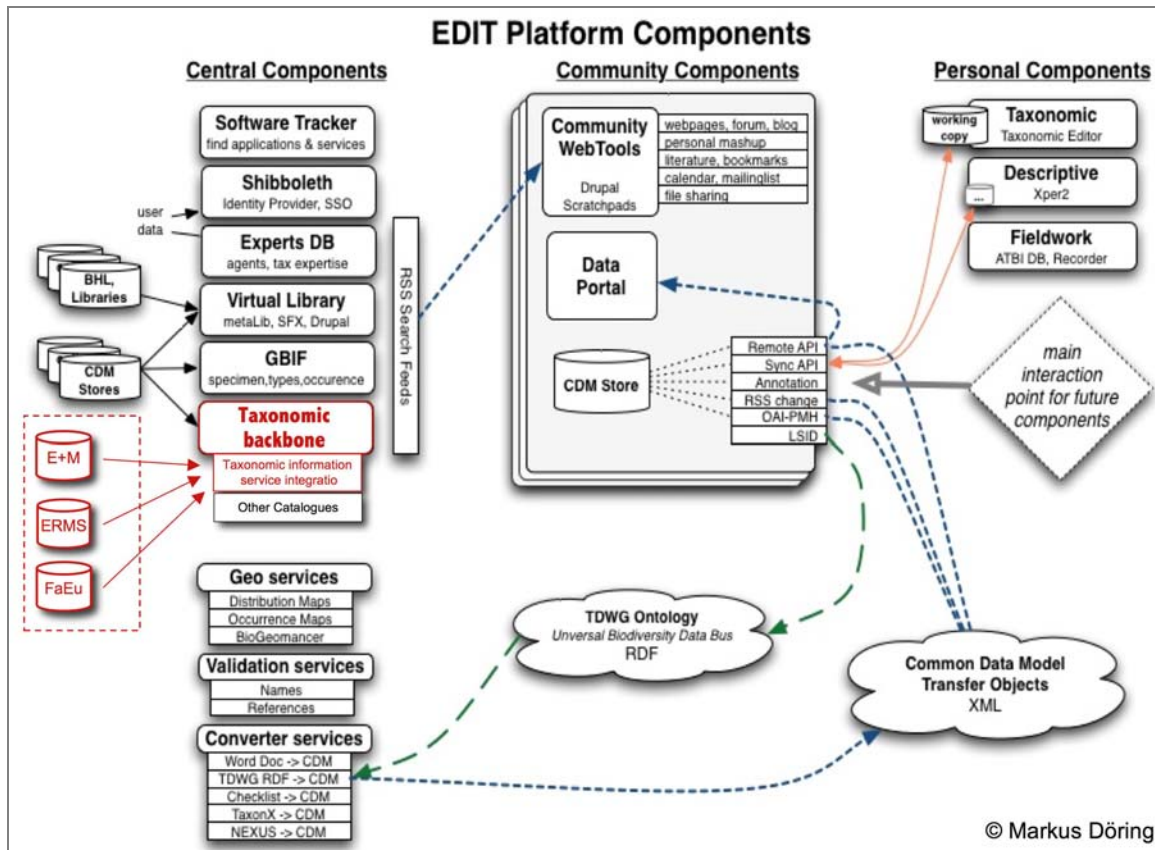 EDIT Platform Components
Central Components
Software Tracker
find applications & services
Shibboleth
Identity Provider, SSO
user
data
Experts DB
agents, tax expertise
BHL,
Libraries
Virtual Library
metaLib, SFX, Drupal
CDM
Stores
GBIF
specimen,types,occurence
Taxonomic
backbone
Taxonomic information
service integratio
Other Catalogues
E+M
ERMS
FaEu
RSS Search Feeds
Geo services
Distribution Maps
Occurrence Maps
BioGeomancer
Validation services
Names
References
Converter services
Word Doc -> CDM
TDWG RDF -> CDM
Checklist -> CDM
TaxonX -> CDM
NEXUS -> CDM
Community Components
Community
WebTools
Drupal
Scratchpads
webpages, forum, blog
personal mashup
literature, bookmarks
calendar, mailinglist
file sharing
Data
Portal
CDM Store
Remote API
Sync API
Annotation
RSS change
OAI-PMH
LSID
TDWG Ontology
Unversal Biodiversity Data Bus
RDF
Personal Components
working
copy
Taxonomic
Taxonomic Editor
Descriptive
Xper2
...
Fieldwork
ATBI DB, Recorder
main
interaction
point for future
components
Common Data Model
Transfer Objects
XML
© Markus Döring